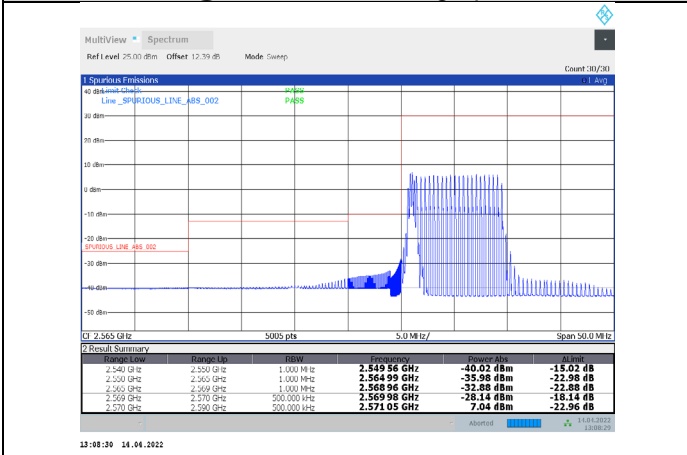 MultiView Spectrum
Ref Level 25.00 dBm Offset 12.39 dB Mode Sweep
Count 30/30
1 Spurious Emissions 1 Avg
40 dBm Limit Check PASS
Line _SPURIOUS_LINE_ABS_002 PASS
30 dBm
20 dBm
10 dBm
0 dBm
-10 dBm
-20 dBm
SPURIOUS_LINE_ABS_002
-30 dBm
-40 dBm
-50 dBm
CF 2.565 GHz 5005 pts 5.0 MHz/ Span 50.0 MHz
2 Result Summary
Range Low Range Up RBW Frequency Power Abs ΔLimit
2.540 GHz 2.550 GHz 1.000 MHz 2.549 56 GHz -40.02 dBm -15.02 dB
2.550 GHz 2.565 GHz 1.000 MHz 2.564 99 GHz -35.98 dBm -22.98 dB
2.565 GHz 2.569 GHz 1.000 MHz 2.568 96 GHz -32.88 dBm -22.88 dB
2.569 GHz 2.570 GHz 500.000 kHz 2.569 98 GHz -28.14 dBm -18.14 dB
2.570 GHz 2.590 GHz 500.000 kHz 2.571 05 GHz 7.04 dBm -22.96 dB
Aborted 14.04.2022
13:08:29
13:08:30 14.04.2022